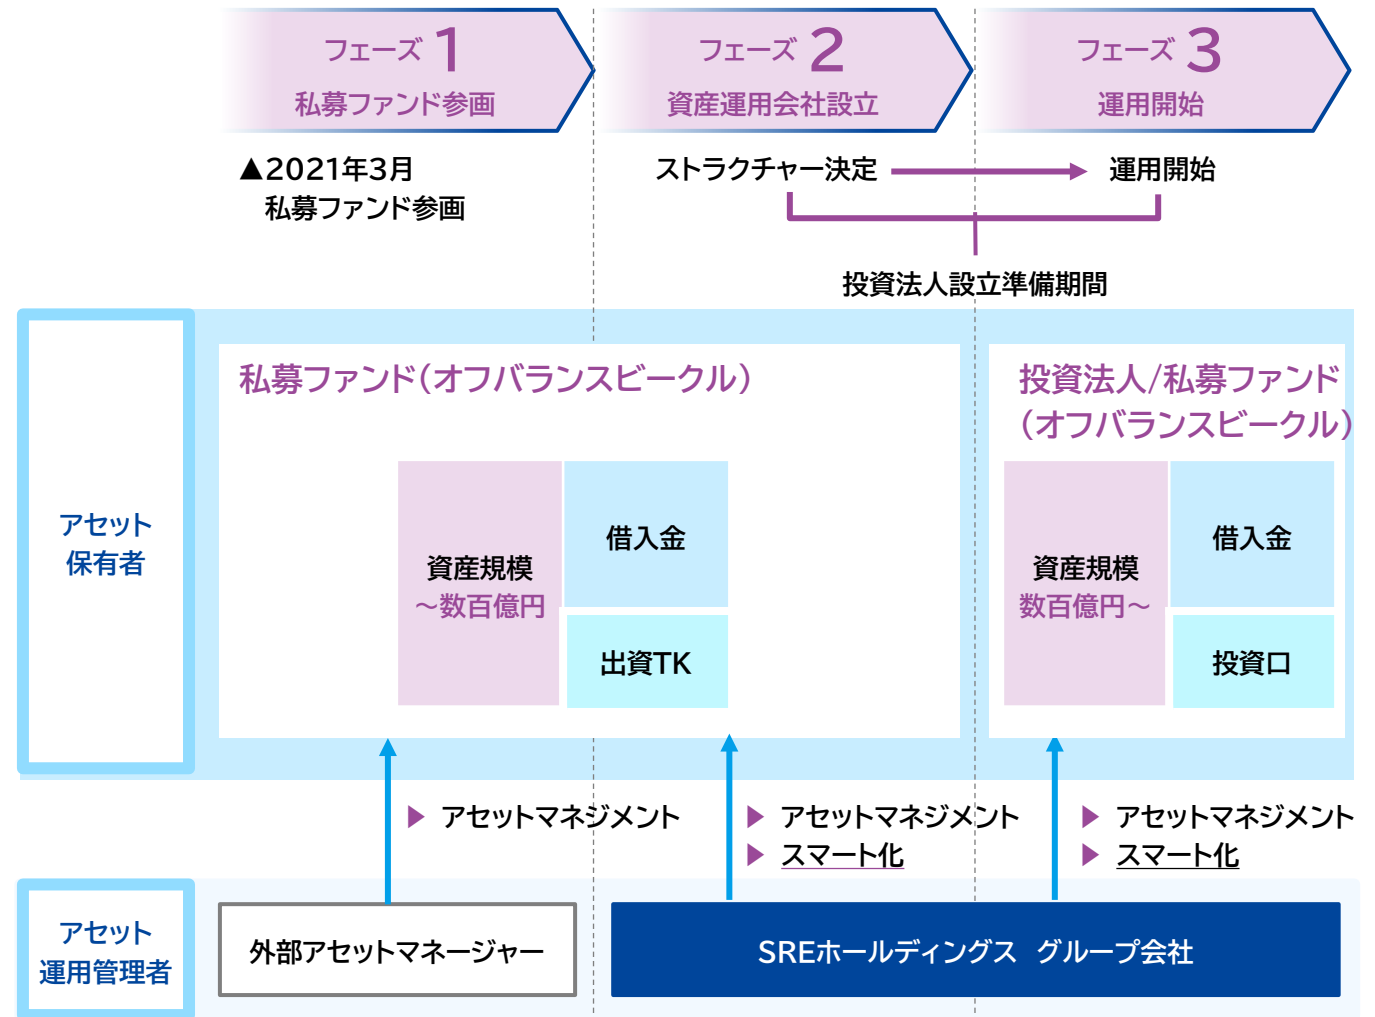 フェーズ 1
私募ファンド参画
フェーズ 2
資産運用会社設立
フェーズ 3
運用開始
▲2021年3月
私募ファンド参画
ストラクチャー決定
運用開始
投資法人設立準備期間
アセット
保有者
私募ファンド(オフバランスビークル)
資産規模
～数百億円
借入金
出資TK
投資法人/私募ファンド
(オフバランスビークル)
資産規模
数百億円～
借入金
投資口
▶ アセットマネジメント
▶ アセットマネジメント
▶ スマート化
▶ アセットマネジメント
▶ スマート化
アセット
運用管理者
外部アセットマネージャー
SREホールディングス グループ会社